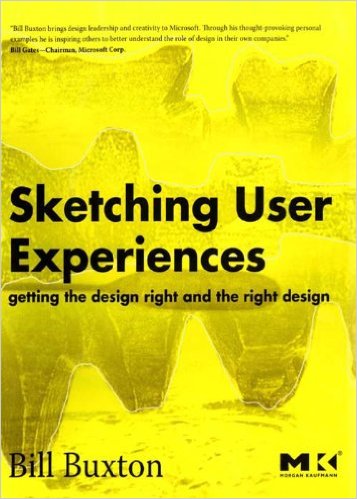 "Bill Buxton brings design leadership and creativity to Microsoft. Through his thought-provoking personal
examples he is inspiring others to better understand the role of design in their own companies."
Bill Gates—Chairman, Microsoft Corp.
Sketching User
Experiences
getting the design right and the right design
Bill Buxton
MK
MORGAN KAUFMANN